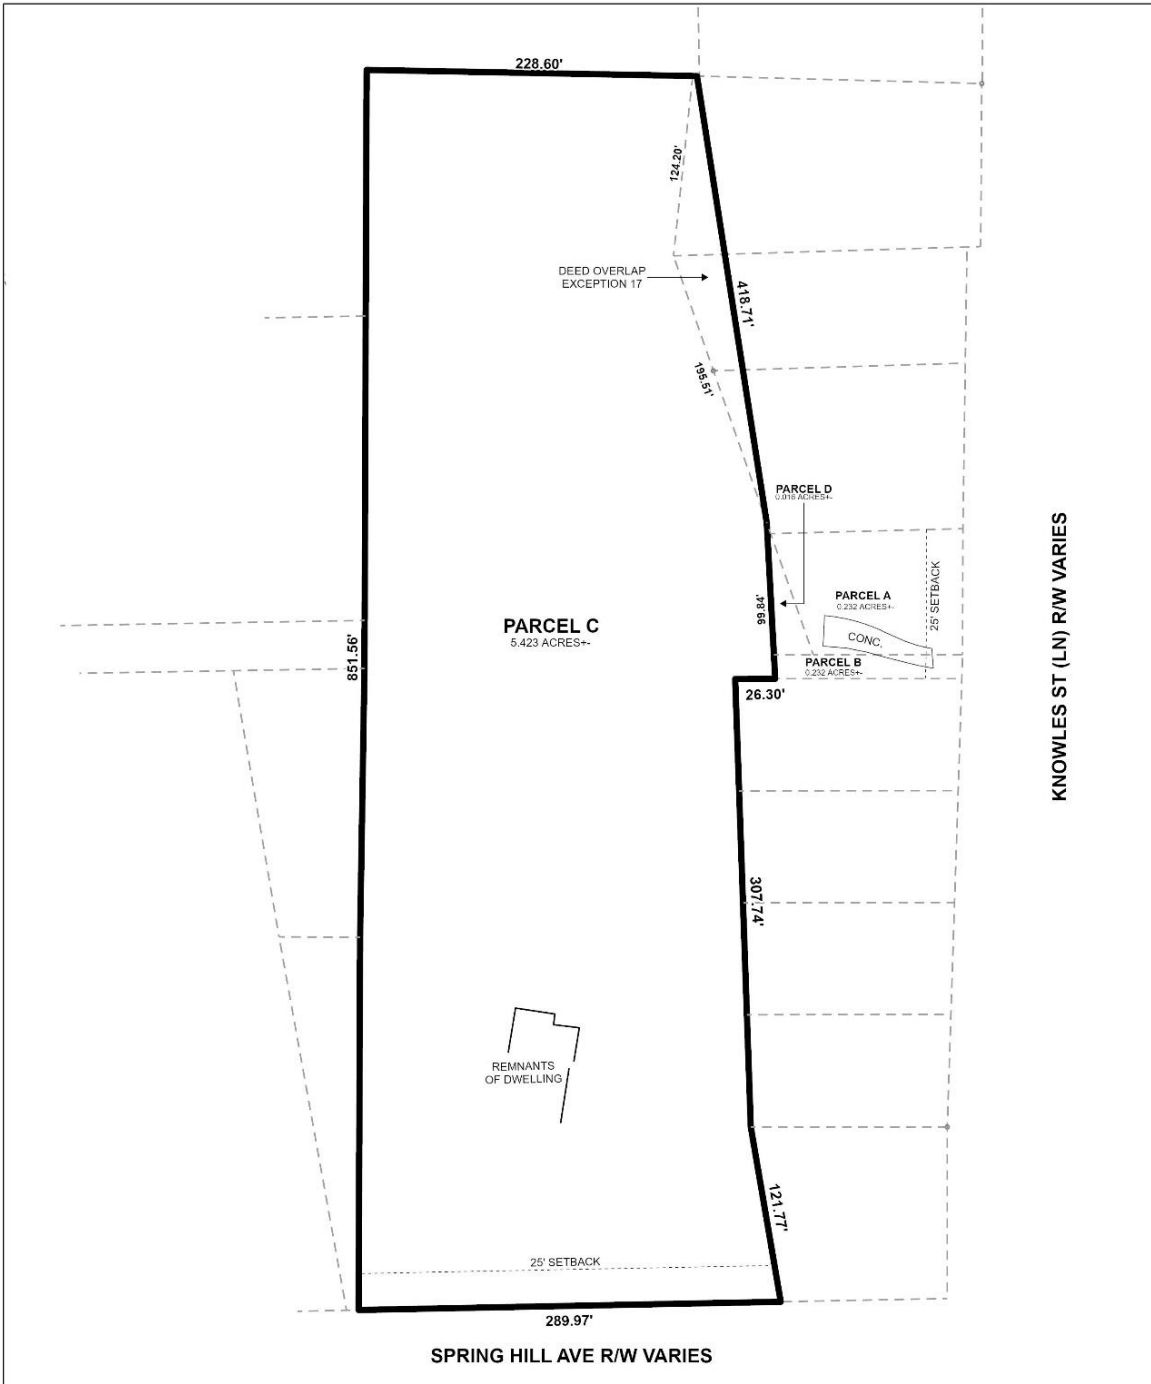 228.60'
124.20'
DEED OVERLAP
EXCEPTION 17
418.71'
195.51'
PARCEL D
0.016 ACRES+-
KNOWLES ST (LN) R/W VARIES
25' SETBACK
PARCEL A
0.232 ACRES+-
99.84'
PARCEL C
5.423 ACRES+-
CONC.
851.56'
PARCEL B
0.232 ACRES+-
26.30'
307.74'
REMNANTS
OF DWELLING
121.77'
25' SETBACK
289.97'
SPRING HILL AVE R/W VARIES